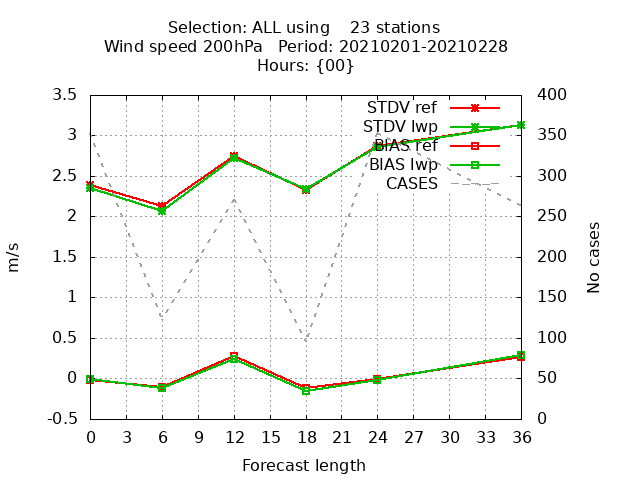 Selection: ALL using    23 stations
Wind speed 200hPa   Period: 20210201-20210228
Hours: {00}
3.5
3
2.5
2
1.5
1
0.5
0
-0.5
m/s
STDV ref
STDV lwp
BIAS ref
BIAS lwp
CASES
400
350
300
250
200
150
100
50
0
No cases
0 3 6 9 12 15 18 21 24 27 30 33 36
Forecast length